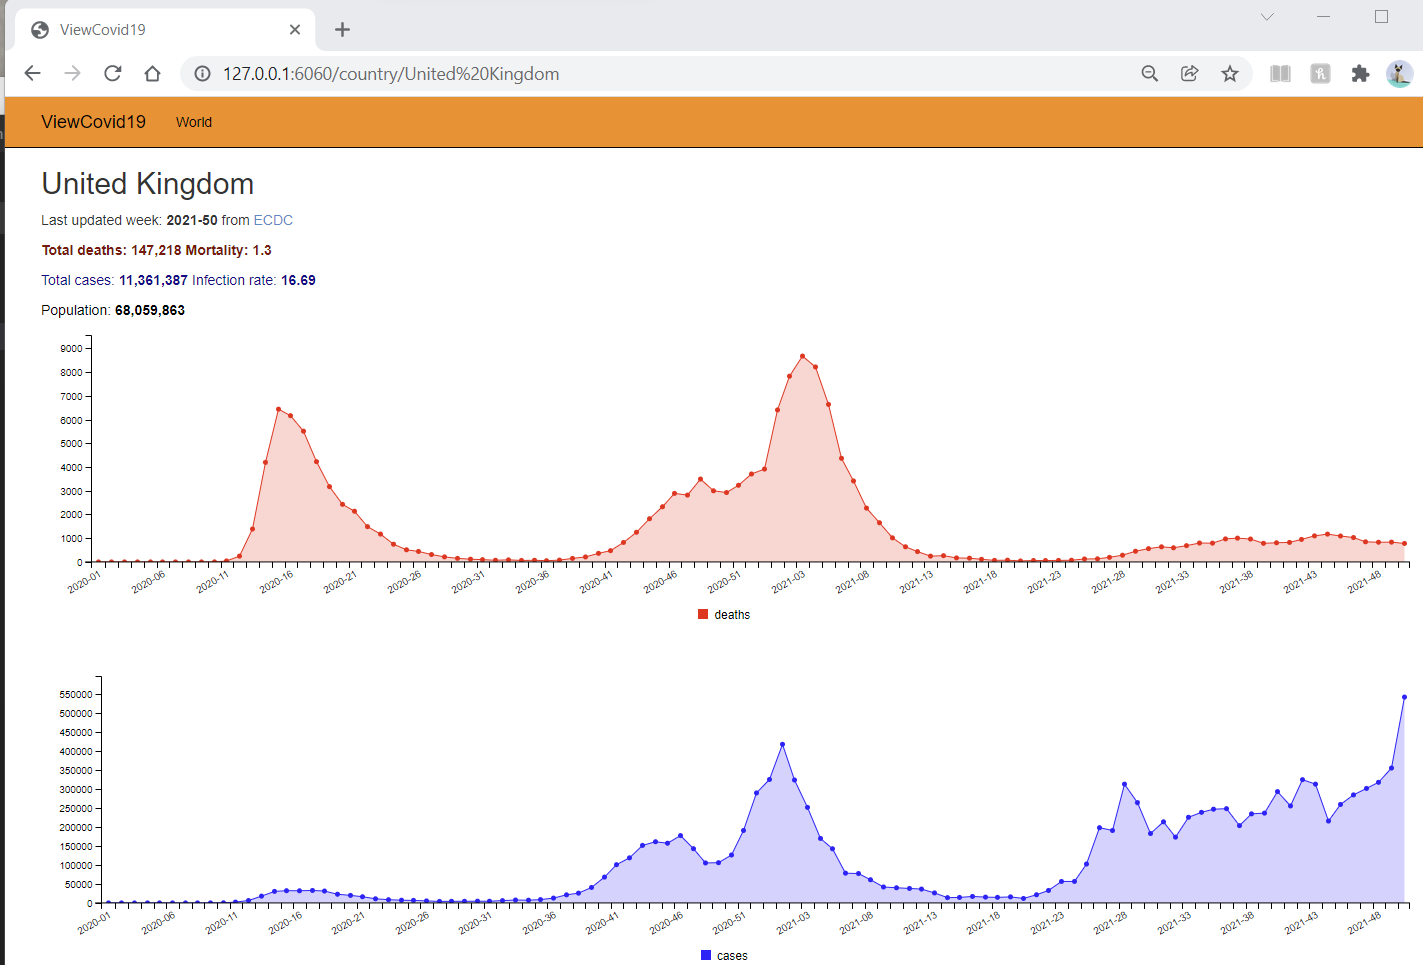 ViewCovid19
127.0.0.1:6060/country/United%20Kingdom
ViewCovid19 World
United Kingdom
Last updated week: 2021-50 from ECDC
Total deaths: 147,218 Mortality: 1.3
Total cases: 11,361,387 Infection rate: 16.69
Population: 68,059,863
9000
8000
7000
6000
5000
4000
3000
2000
1000
0
2020-01 2020-06 2020-11 2020-16 2020-21 2020-26 2020-31 2020-36 2020-41 2020-46 2020-51 2021-03 2021-08 2021-13 2021-18 2021-23 2021-28 2021-33 2021-38 2021-43 2021-48
deaths
550000
500000
450000
400000
350000
300000
250000
200000
150000
100000
50000
0
2020-01 2020-06 2020-11 2020-16 2020-21 2020-26 2020-31 2020-36 2020-41 2020-46 2020-51 2021-03 2021-08 2021-13 2021-18 2021-23 2021-28 2021-33 2021-38 2021-43 2021-48
cases